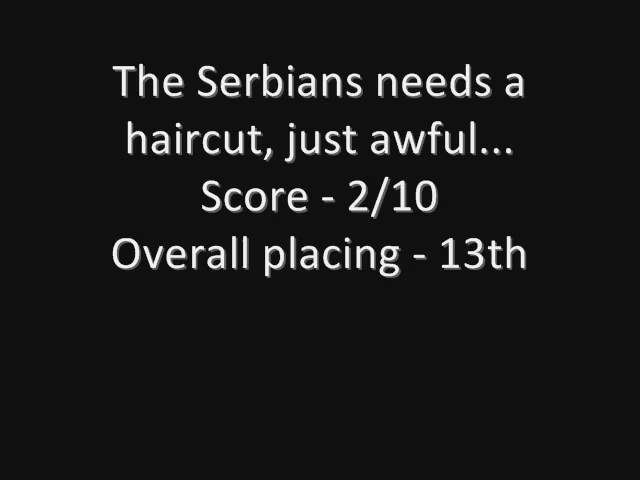 The Serbians needs a
haircut, just awful...
Score - 2/10
Overall placing - 13th